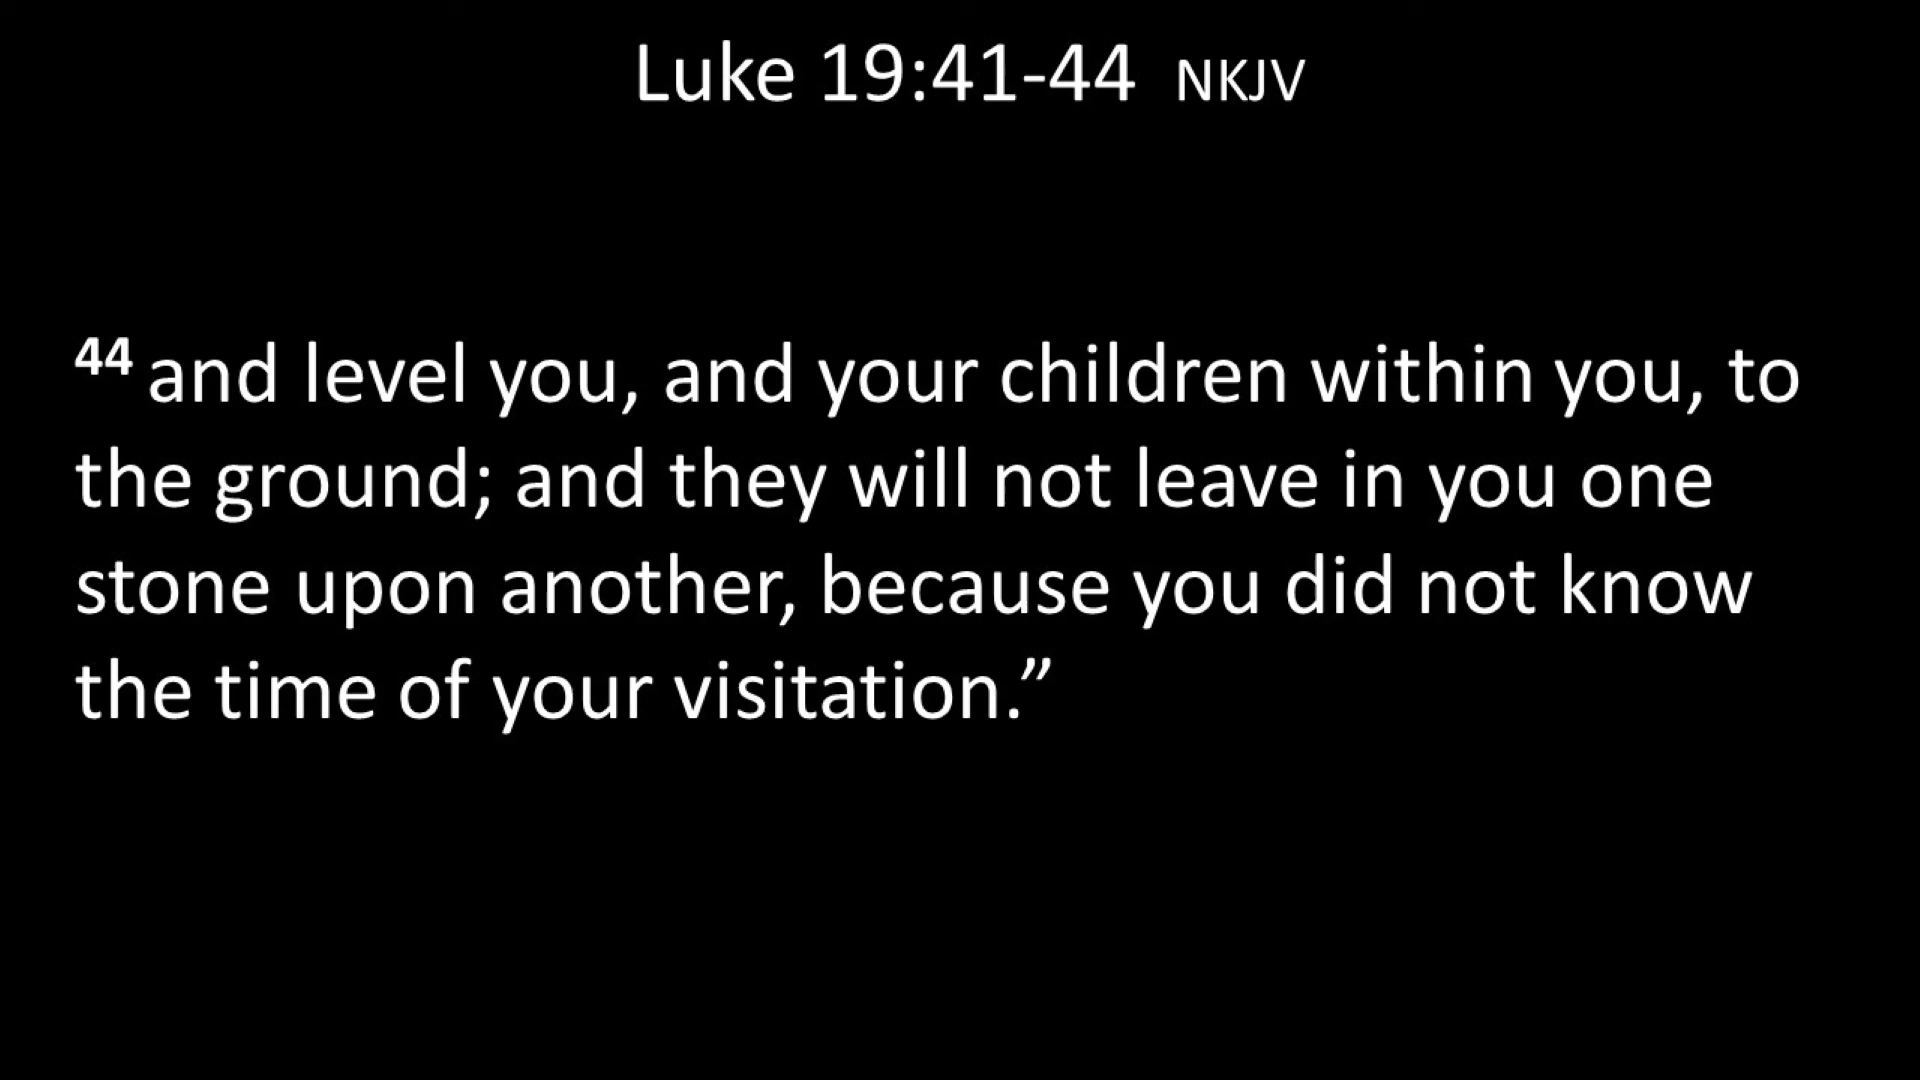 Luke 19:41-44 NKJV
44 and level you, and your children within you, to
the ground; and they will not leave in you one
stone upon another, because you did not know
the time of your visitation.”